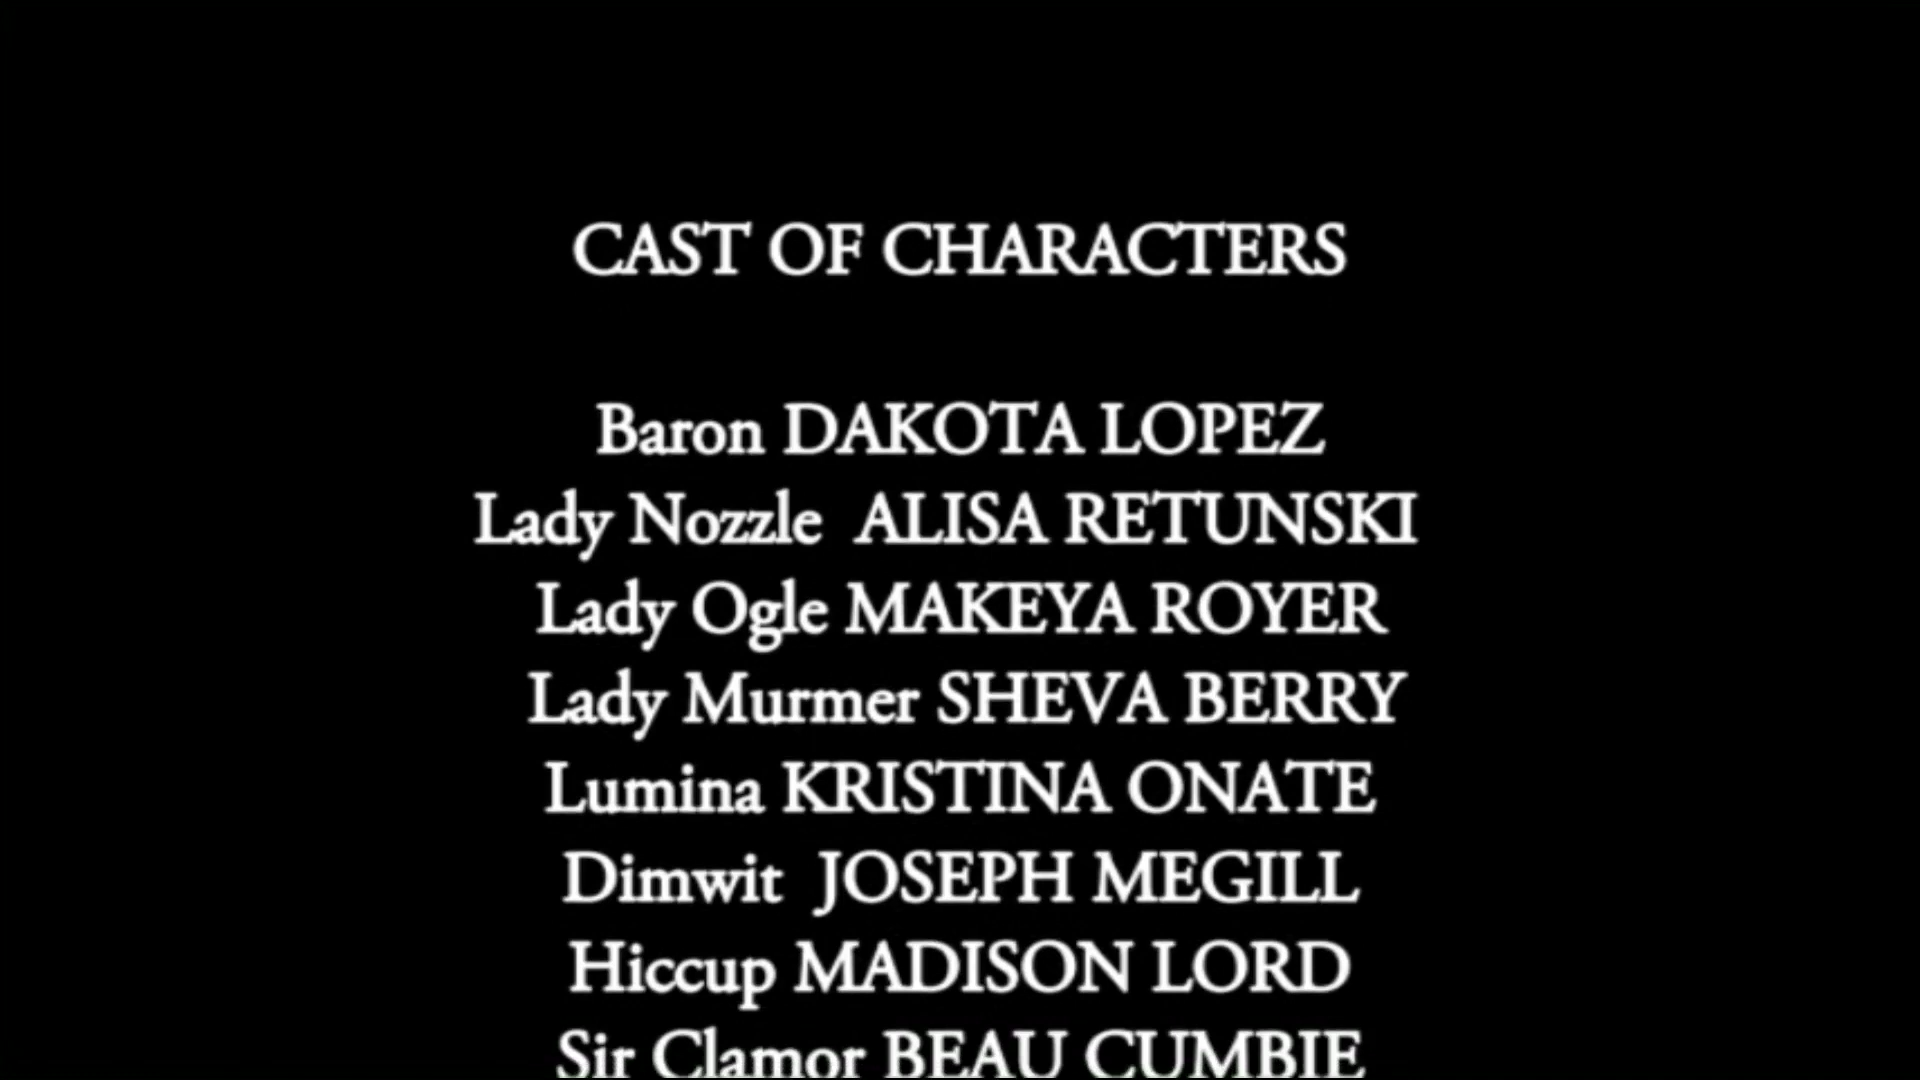 CAST OF CHARACTERS
Baron DAKOTA LOPEZ
Lady Nozzle ALISA RETUNSKI
Lady Ogle MAKEYA ROYER
Lady Murmer SHEVA BERRY
Lumina KRISTINA ONATE
Dimwit JOSEPH MEGILL
Hiccup MADISON LORD
Sir Clamor BEAU CUMBIE